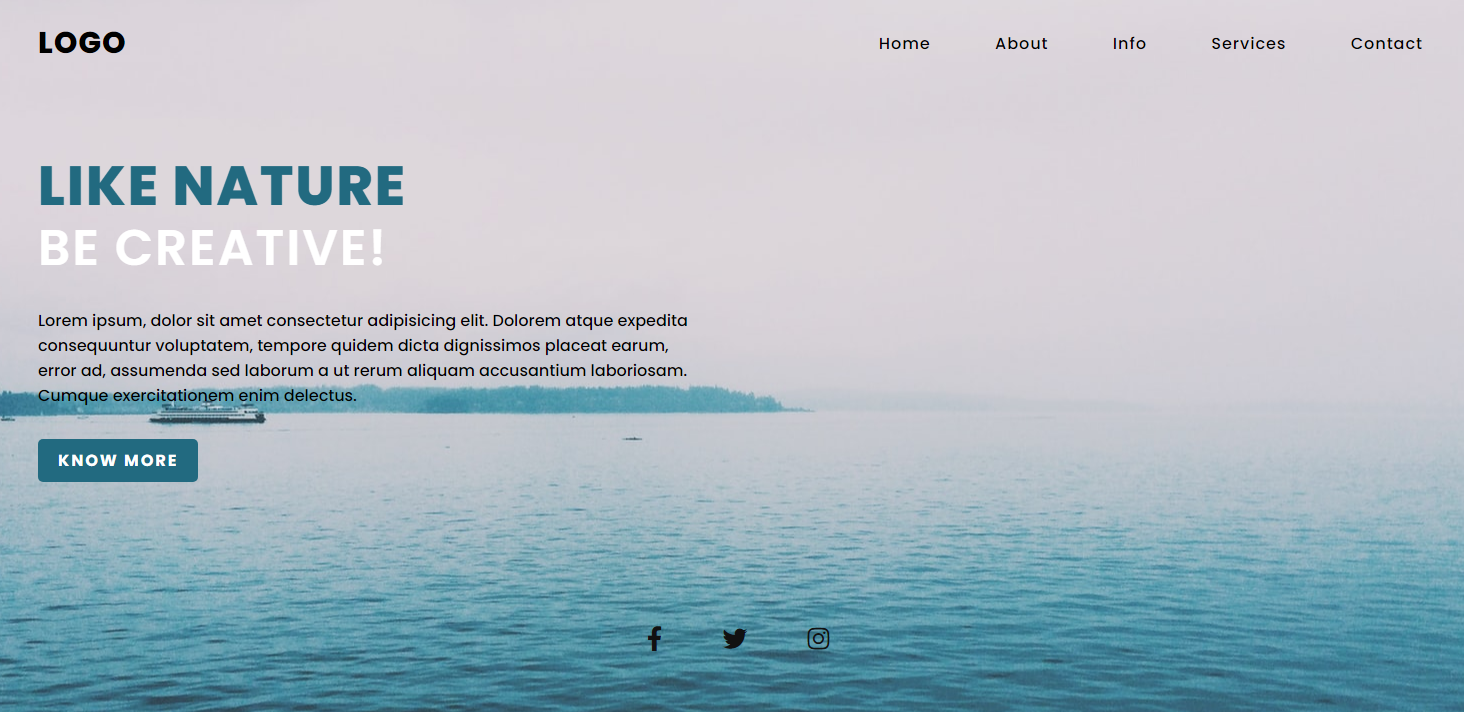 LOGO
Home About Info Services Contact
LIKE NATURE
BE CREATIVE!
Lorem ipsum, dolor sit amet consectetur adipisicing elit. Dolorem atque expedita
consequuntur voluptatem, tempore quidem dicta dignissimos placeat earum,
error ad, assumenda sed laborum a ut rerum aliquam accusantium laboriosam.
Cumque exercitationem enim delectus.
KNOW MORE